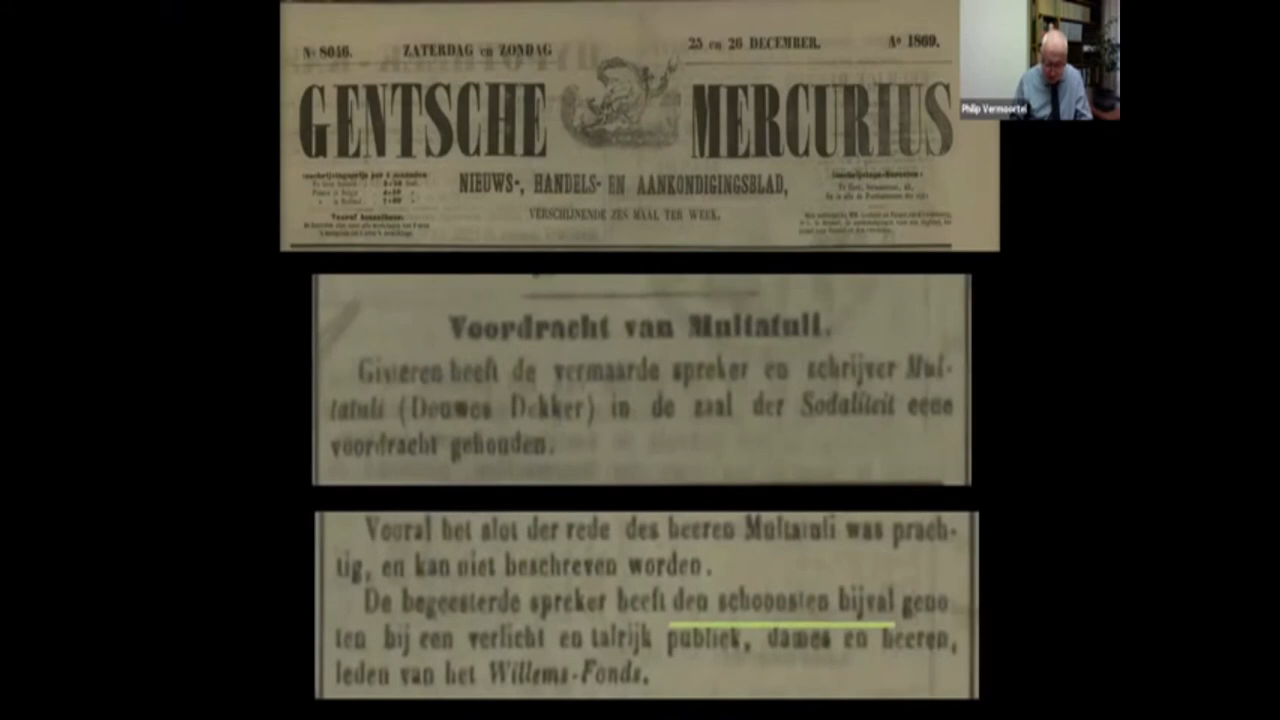 Nº 8046. ZATERDAG en ZONDAG 25 en 26 DECEMBER. Aº 1869.
GENTSCHE MERCURIUS
NIEUWS-, HANDELS- EN AANKONDIGINGSBLAD,
VERSCHIJNENDE ZES MAAL TER WEEK.
Philip Vermoortel
Voordracht van Multatuli.
Gisteren heeft de vermaarde spreker en schrijver Mul-
tatuli (Douwes Dekker) in de zaal der Sodaliteit eene
voordracht gehouden.
Vooral het slot der rede des heeren Multatuli was prach-
tig, en kan niet beschreven worden.
De begeesterde spreker heeft den schoonsten bijval geno
ten bij een verlicht en talrijk publiek, dames en heeren,
leden van het Willems-Fonds.